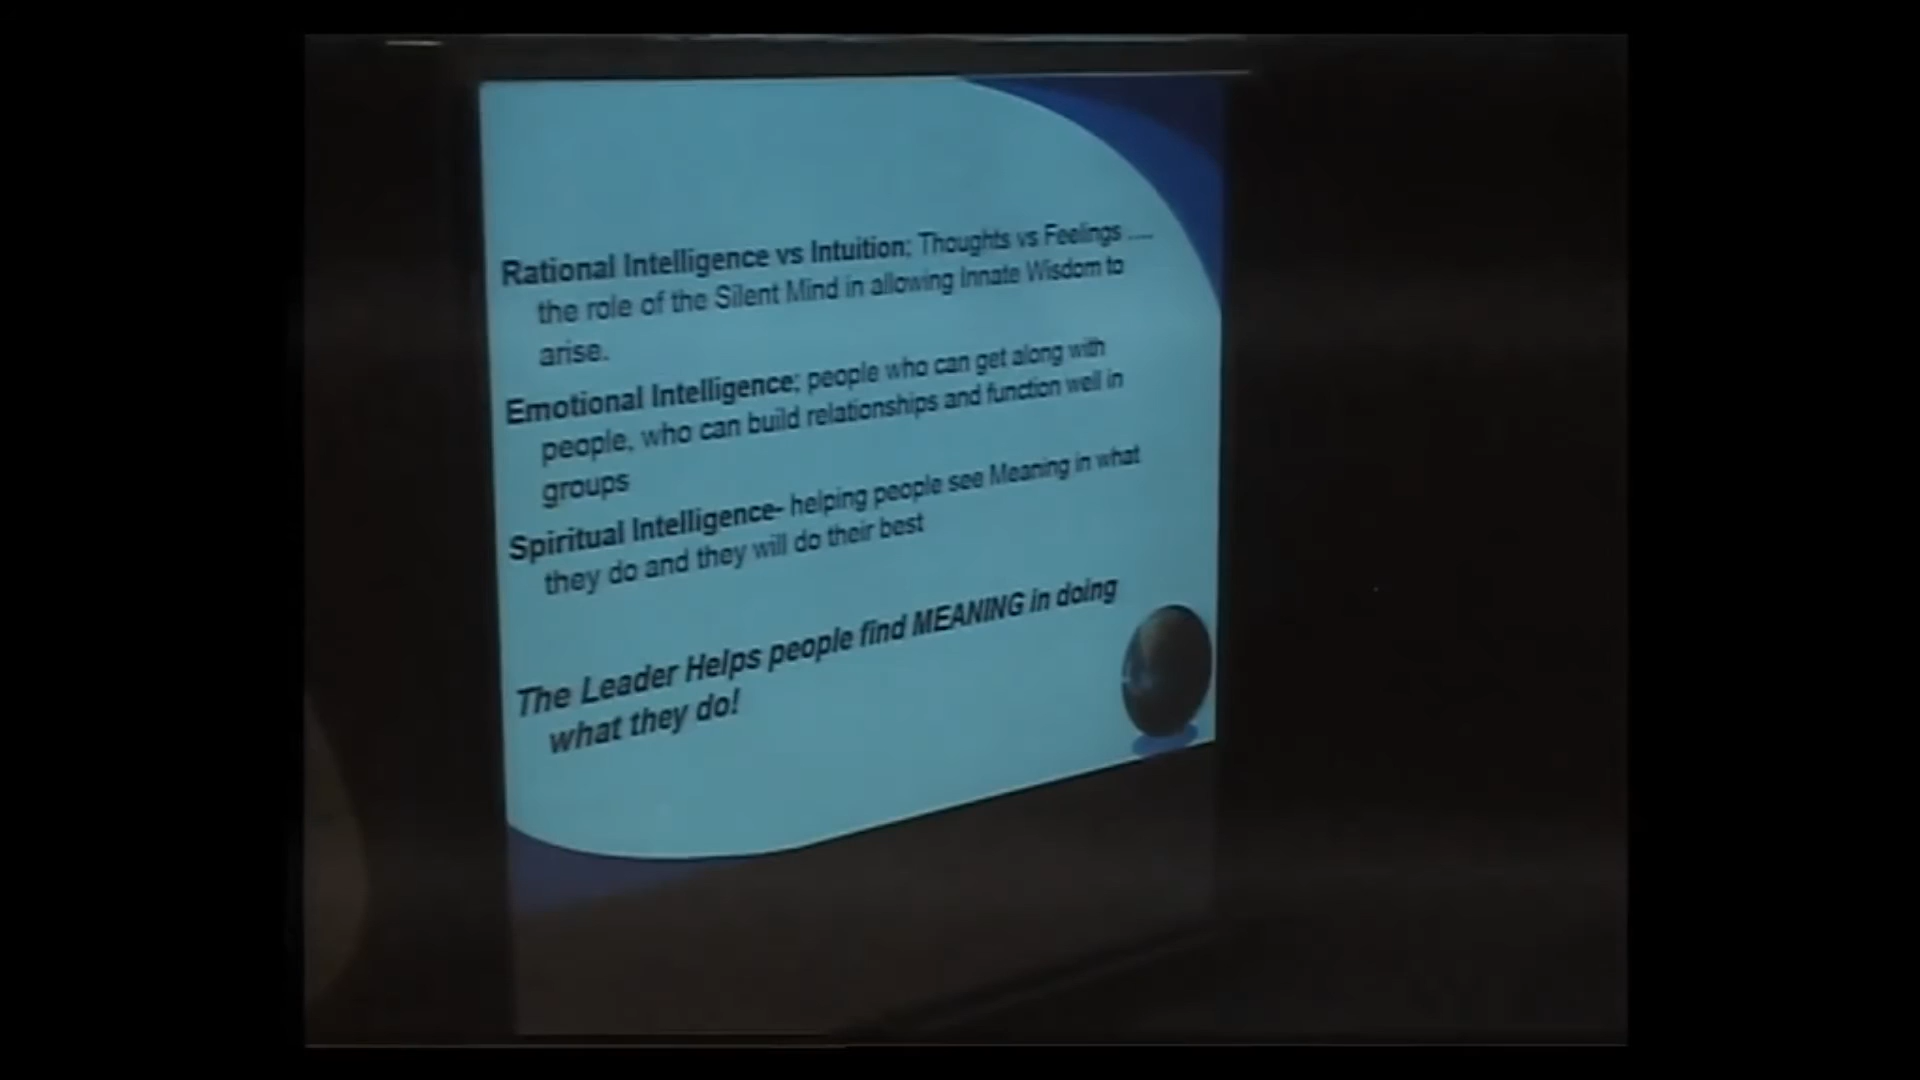 Rational Intelligence vs Intuition; Thoughts vs Feelings ....
the role of the Silent Mind in allowing Innate Wisdom to
arise.
Emotional Intelligence; people who can get along with
people, who can build relationships and function well in
groups
Spiritual Intelligence- helping people see Meaning in what
they do and they will do their best
The Leader Helps people find MEANING in doing
what they do!